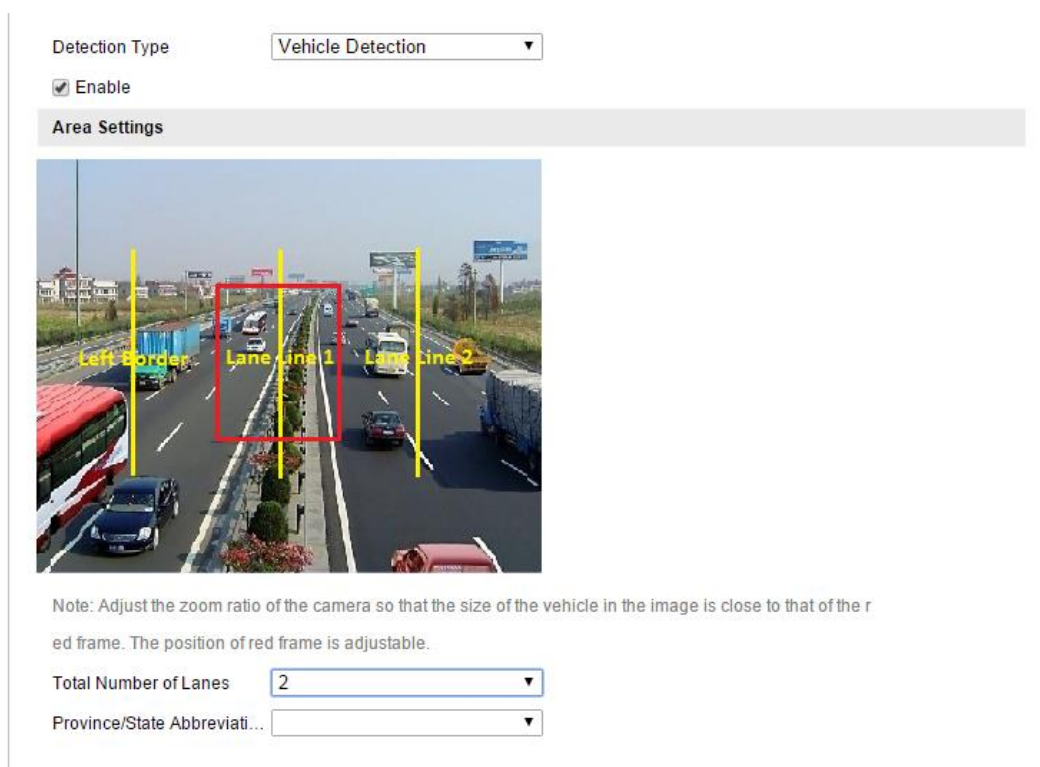 Detection Type
Vehicle Detection
Enable
Area Settings
Left Border
Lane Line 1
Lane Line 2
Note: Adjust the zoom ratio of the camera so that the size of the vehicle in the image is close to that of the r
ed frame. The position of red frame is adjustable.
Total Number of Lanes
2
Province/State Abbreviati...